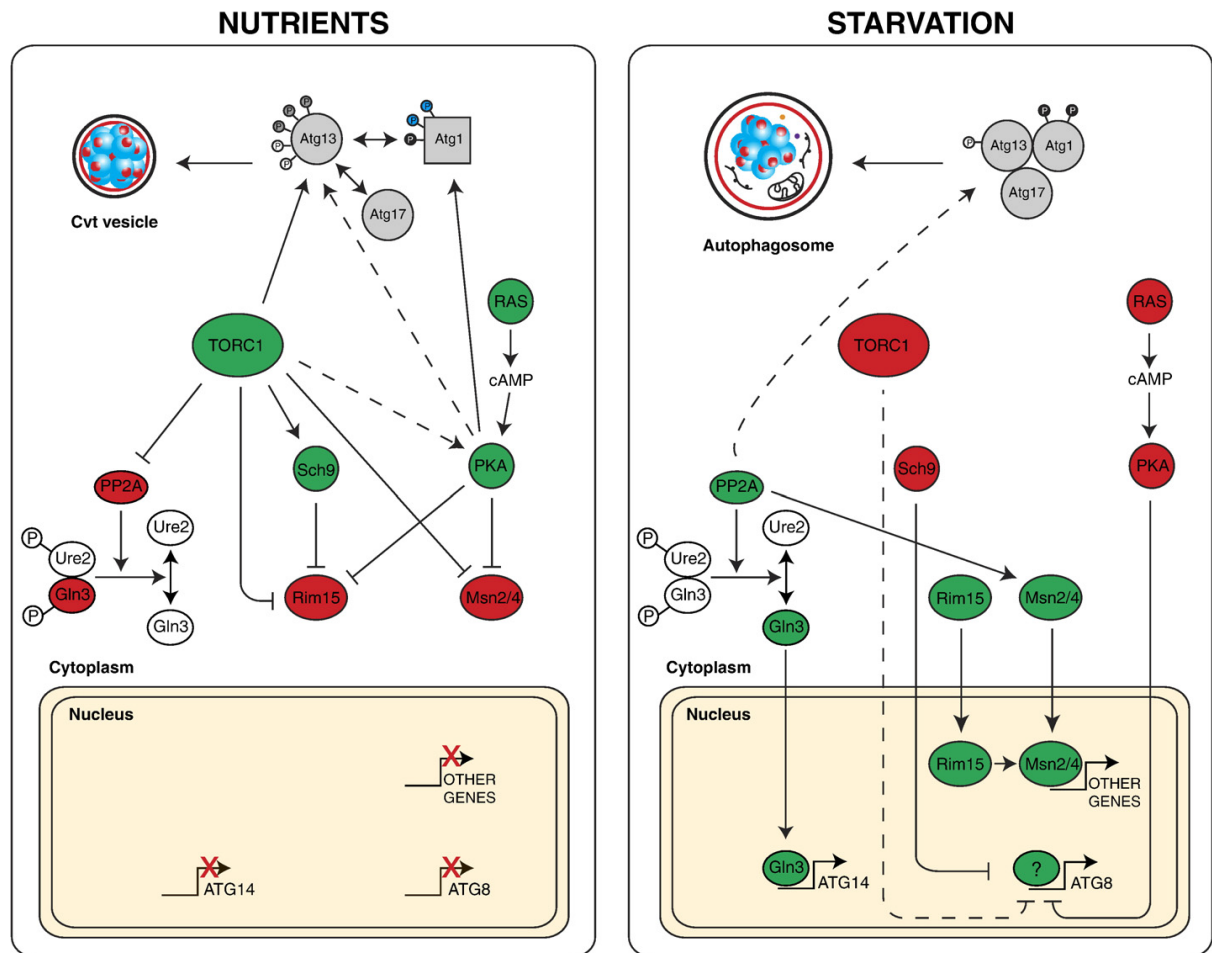 NUTRIENTS
P
P
P
P
P
Atg13
P
P
P
Atg1
Atg17
Cvt vesicle
RAS
TORC1
cAMP
Sch9
PKA
PP2A
P
Ure2
Ure2
Gln3
P
Gln3
Rim15
Msn2/4
Cytoplasm
Nucleus
X
OTHER
GENES
X
ATG14
X
ATG8
STARVATION
P
P
P
Atg13
Atg1
Atg17
Autophagosome
RAS
TORC1
cAMP
Sch9
PKA
PP2A
P
Ure2
Ure2
Gln3
P
Gln3
Rim15
Msn2/4
Cytoplasm
Nucleus
Rim15
Msn2/4
OTHER
GENES
Gln3
ATG14
?
ATG8